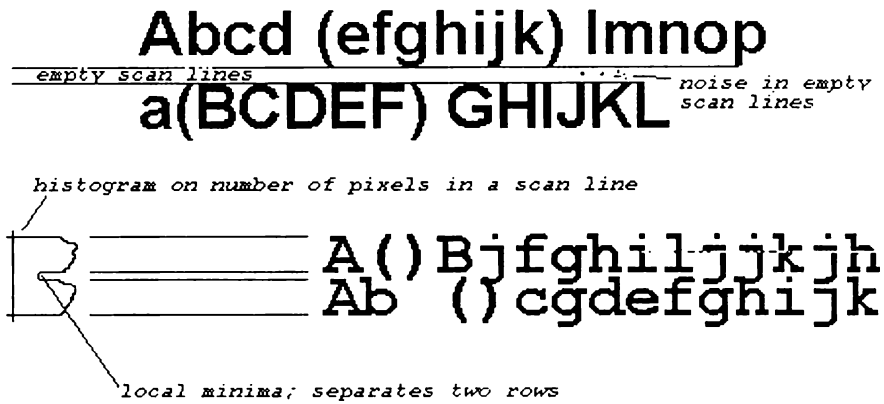 Abcd (efghijk) lmnop
empty scan lines
noise in empty
scan lines
a(BCDEF) GHIJKL
histogram on number of pixels in a scan line
A()Bjfghiljjkjh
Ab ()cgdefghijk
local minima; separates two rows